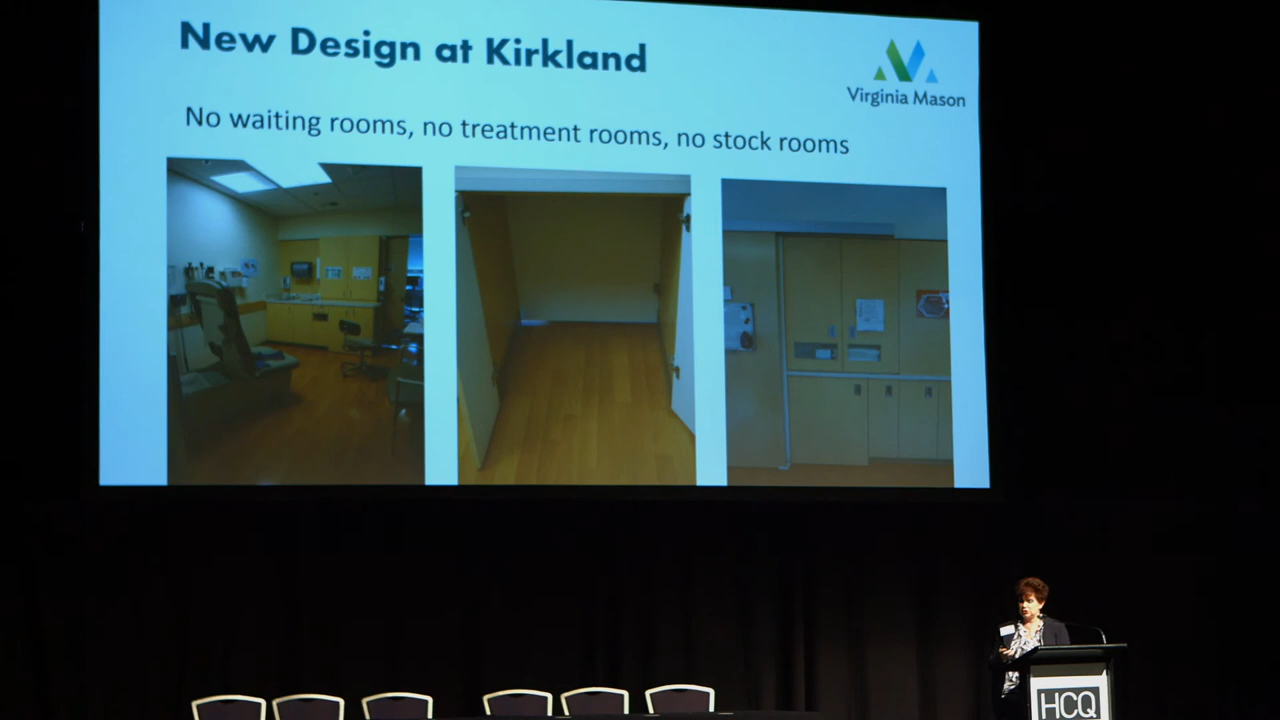 New Design at Kirkland
Virginia Mason
No waiting rooms, no treatment rooms, no stock rooms
HCQ